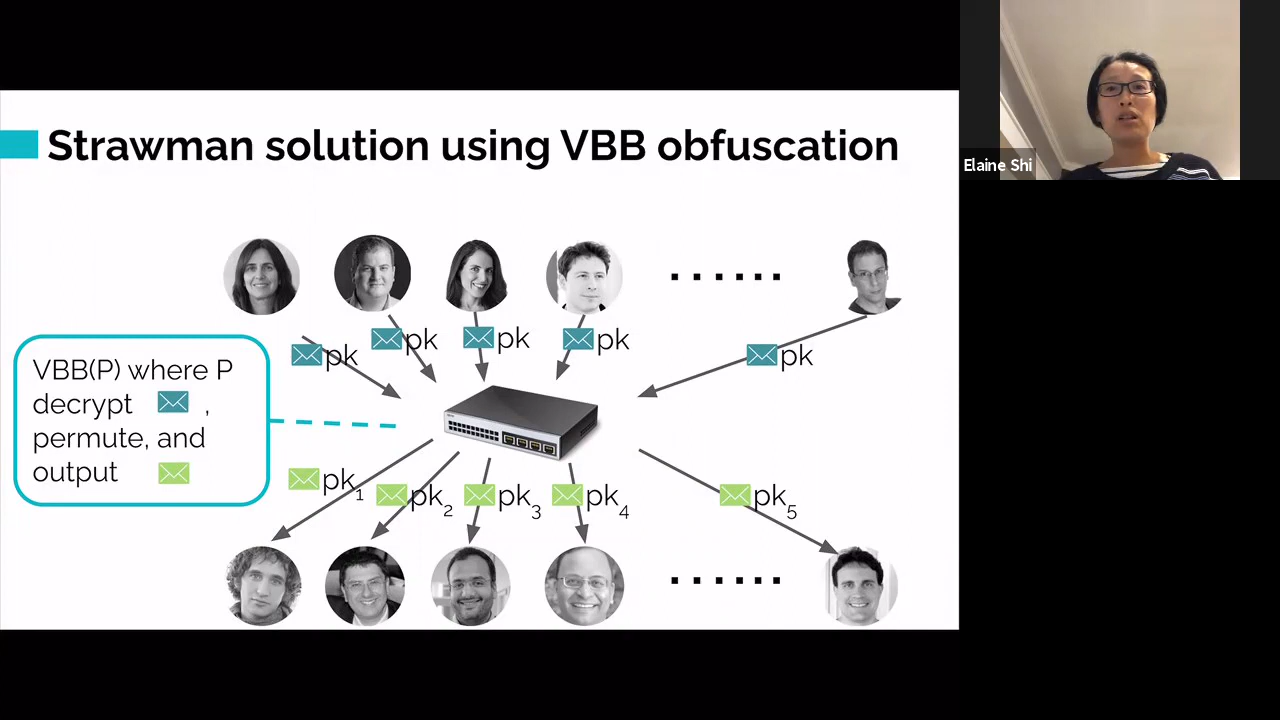 Strawman solution using VBB obfuscation
Elaine Shi
pk
pk
pk
pk
pk
VBB(P) where P
decrypt ,
permute, and
output
pk1
pk2
pk3
pk4
pk5